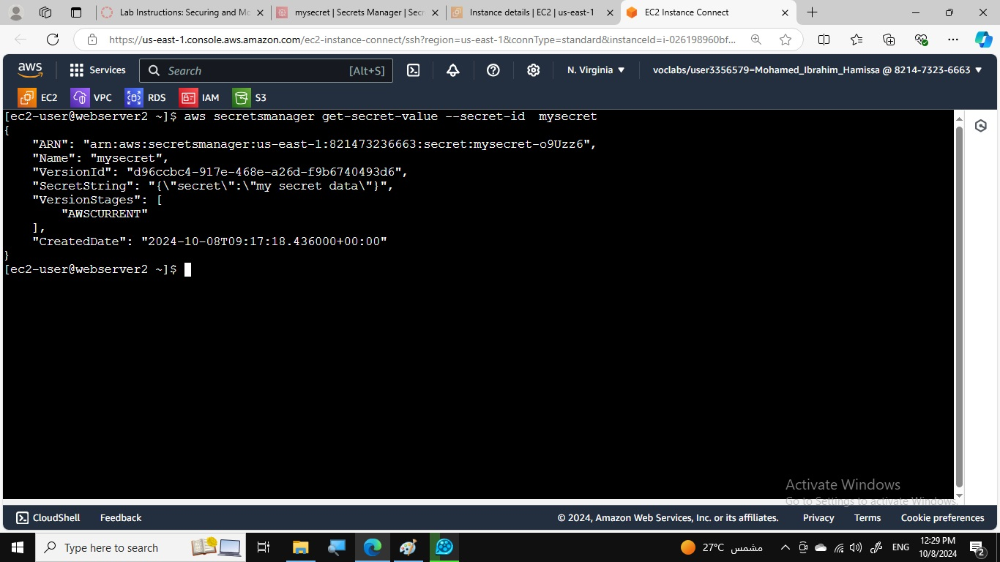 Lab Instructions: Securing and Mo
mysecret | Secrets Manager | Secr
Instance details | EC2 | us-east-1
EC2 Instance Connect
https://us-east-1.console.aws.amazon.com/ec2-instance-connect/ssh?region=us-east-1&connType=standard&instanceId=i-026198960bf...
aws
Services
Search
[Alt+S]
N. Virginia
voclabs/user3356579=Mohamed_Ibrahim_Hamissa @ 8214-7323-6663
EC2 VPC RDS IAM S3
[ec2-user@webserver2 ~]$ aws secretsmanager get-secret-value --secret-id  mysecret
{
    "ARN": "arn:aws:secretsmanager:us-east-1:821473236663:secret:mysecret-o9Uzz6",
    "Name": "mysecret",
    "VersionId": "d96ccbc4-917e-468e-a26d-f9b6740493d6",
    "SecretString": "{\"secret\":\"my secret data\"}",
    "VersionStages": [
        "AWSCURRENT"
    ],
    "CreatedDate": "2024-10-08T09:17:18.436000+00:00"
}
[ec2-user@webserver2 ~]$
Activate Windows
Go to Settings to activate Windows.
CloudShell
Feedback
© 2024, Amazon Web Services, Inc. or its affiliates.
Privacy
Terms
Cookie preferences
Type here to search
27°C مشمس
ENG
12:29 PM
10/8/2024
2